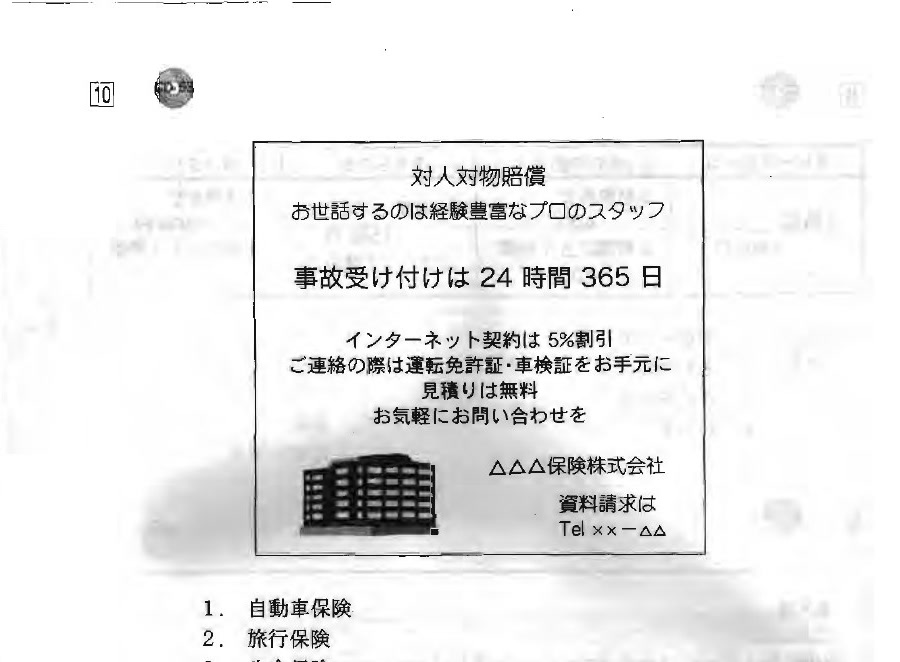 10
対人対物賠償
お世話するのは経験豊富なプロのスタッフ
事故受け付けは 24 時間 365 日
インターネット契約は 5%割引
ご連絡の際は運転免許証・車検証をお手元に
見積りは無料
お気軽にお問い合わせを
△△△保険株式会社
資料請求は
Tel ××－△△
1. 自動車保険
2. 旅行保険